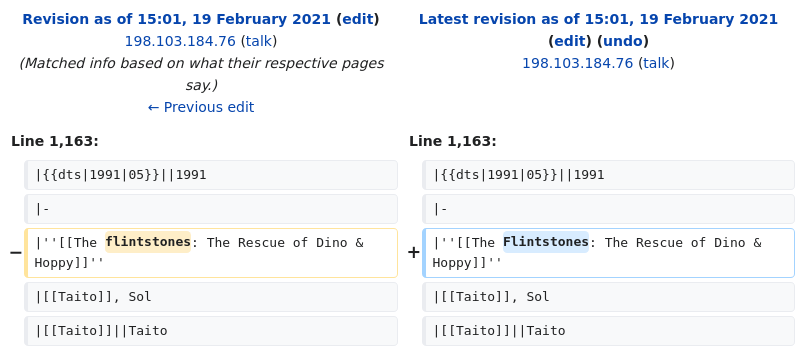 Revision as of 15:01, 19 February 2021 (edit)
198.103.184.76 (talk)
(Matched info based on what their respective pages
say.)
← Previous edit
Latest revision as of 15:01, 19 February 2021
(edit) (undo)
198.103.184.76 (talk)
Line 1,163:
Line 1,163:
|{{dts|1991|05}}||1991
|{{dts|1991|05}}||1991
|-
|-
− |''[[The flintstones: The Rescue of Dino &
Hoppy]]''
+ |''[[The Flintstones: The Rescue of Dino &
Hoppy]]''
|[[Taito]], Sol
|[[Taito]], Sol
|[[Taito]]||Taito
|[[Taito]]||Taito